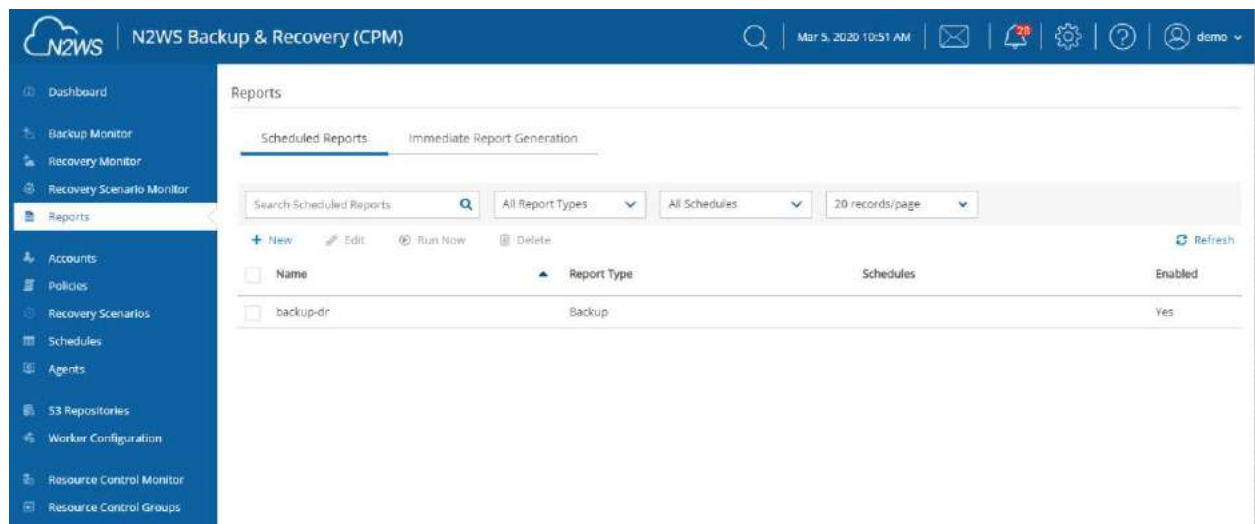 N2WS N2WS Backup & Recovery (CPM) Mar 5, 2020 10:51 AM 28 demo
Dashboard
Backup Monitor
Recovery Monitor
Recovery Scenario Monitor
Reports
Accounts
Policies
Recovery Scenarios
Schedules
Agents
S3 Repositories
Worker Configuration
Resource Control Monitor
Resource Control Groups
Reports
Scheduled Reports Immediate Report Generation
Search Scheduled Reports All Report Types All Schedules 20 records/page
New Edit Run Now Delete Refresh
Name Report Type Schedules Enabled
backup-dr Backup Yes